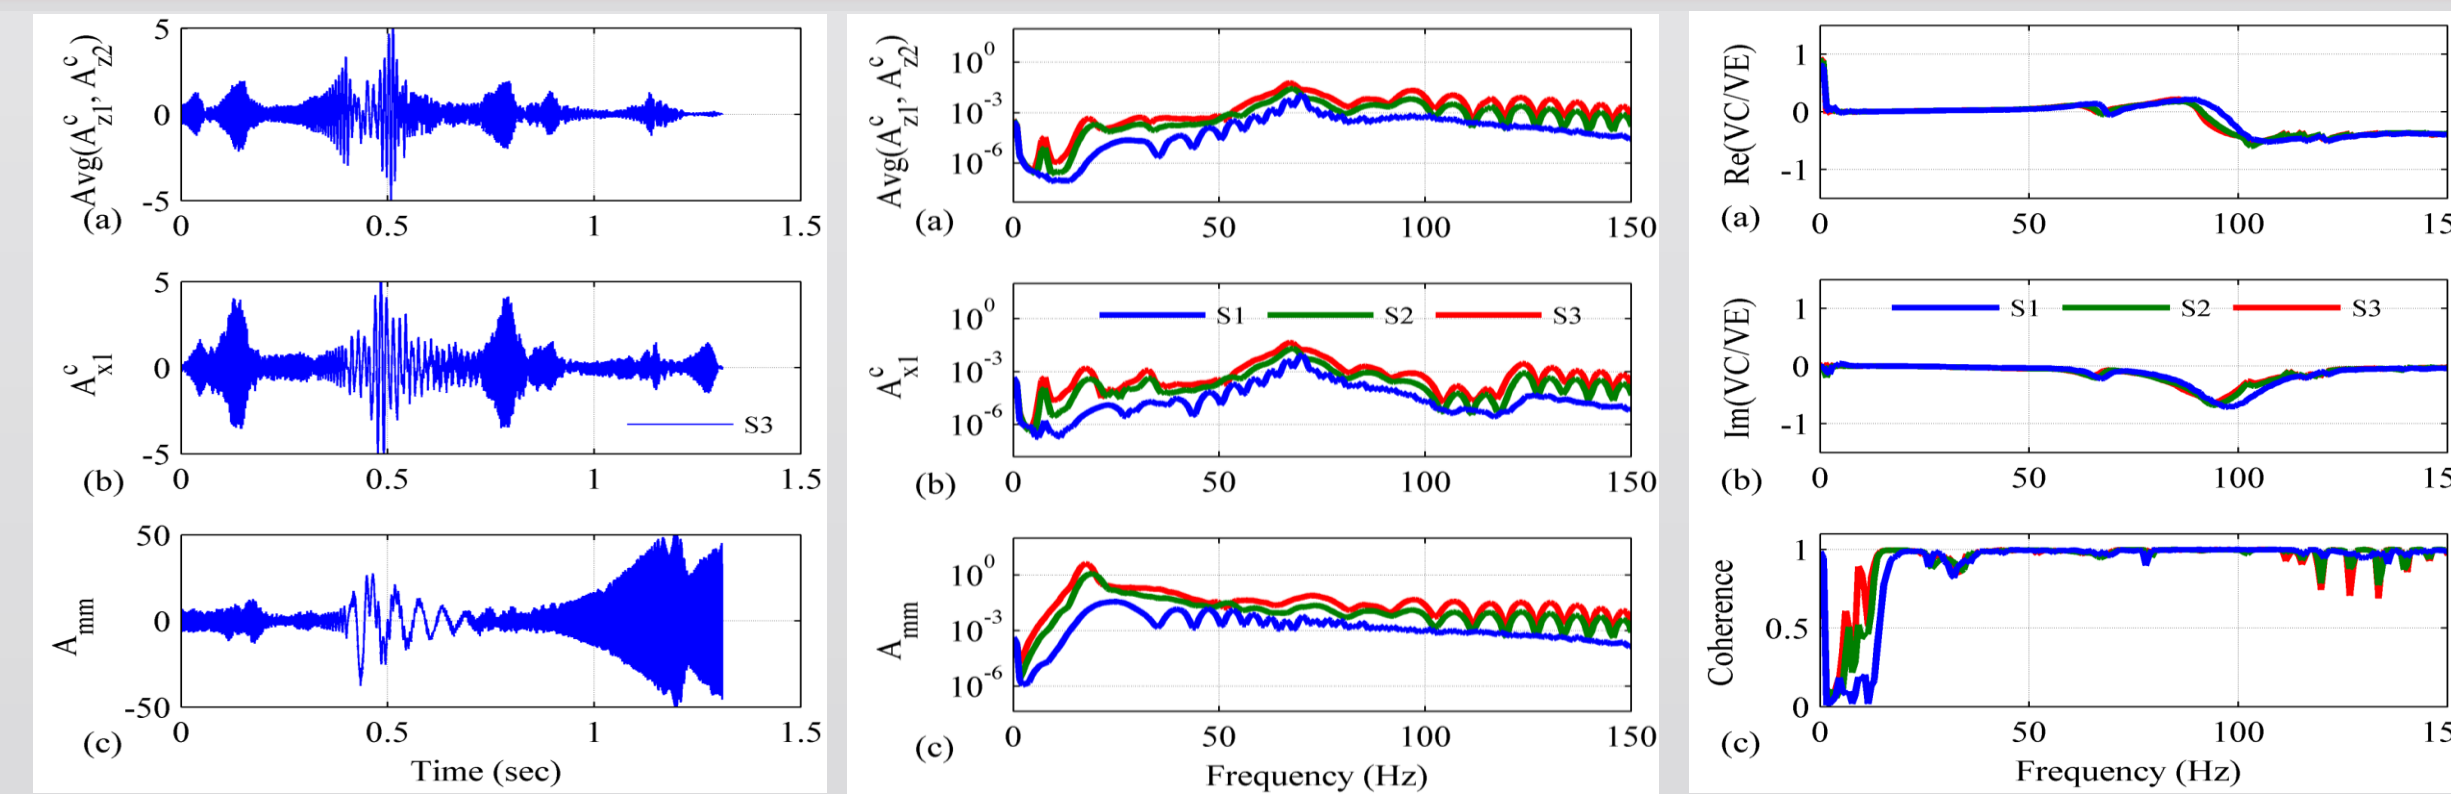 Avg(A^c_z1, A^c_z2)
5
0
-5
(a)
0
0.5
1
1.5
A^c_x1
5
0
-5
S3
(b)
0
0.5
1
1.5
A_mm
50
0
-50
(c)
0
0.5
1
1.5
Time (sec)
Avg(A^c_z1, A^c_z2)
10^0
10^-3
10^-6
(a)
0
50
100
150
A^c_x1
10^0
10^-3
10^-6
S1 S2 S3
(b)
0
50
100
150
A_mm
10^0
10^-3
10^-6
(c)
0
50
100
150
Frequency (Hz)
Re(VC/VE)
1
0
-1
(a)
0
50
100
15
Im(VC/VE)
1
0
-1
S1 S2 S3
(b)
0
50
100
15
Coherence
1
0.5
0
(c)
0
50
100
15
Frequency (Hz)